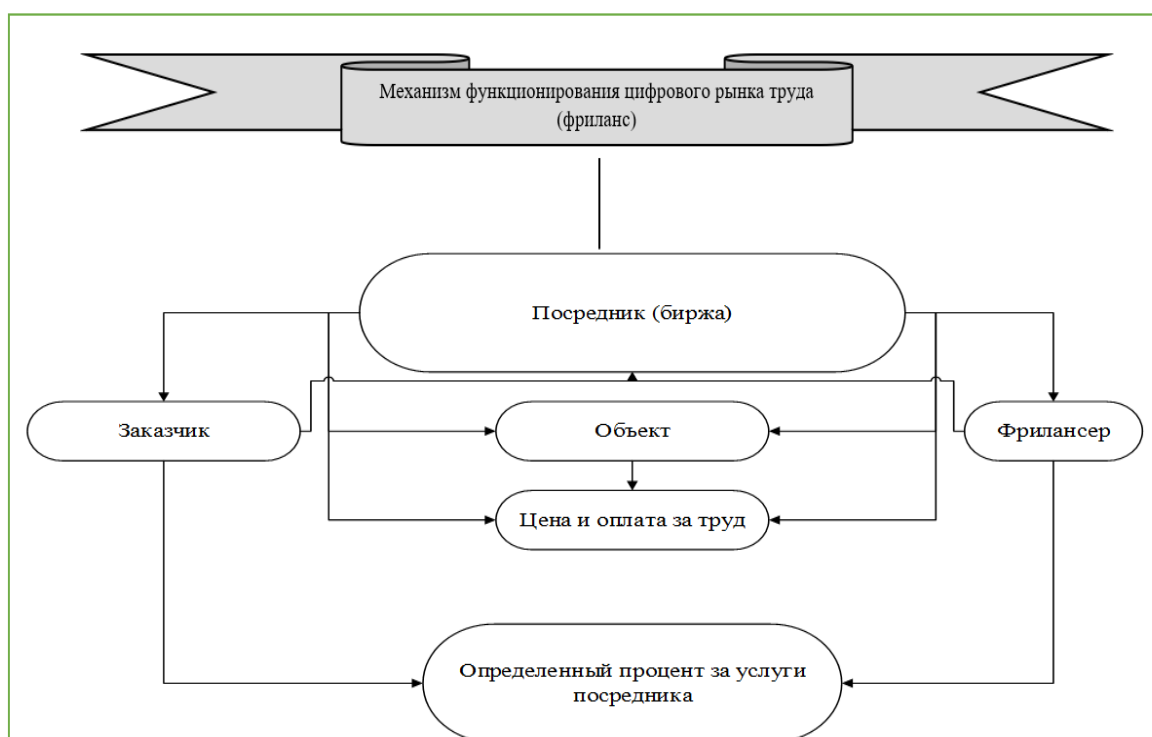 Механизм функционирования цифрового рынка труда
(фриланс)
Посредник (биржа)
Заказчик
Объект
Фрилансер
Цена и оплата за труд
Определенный процент за услуги
посредника